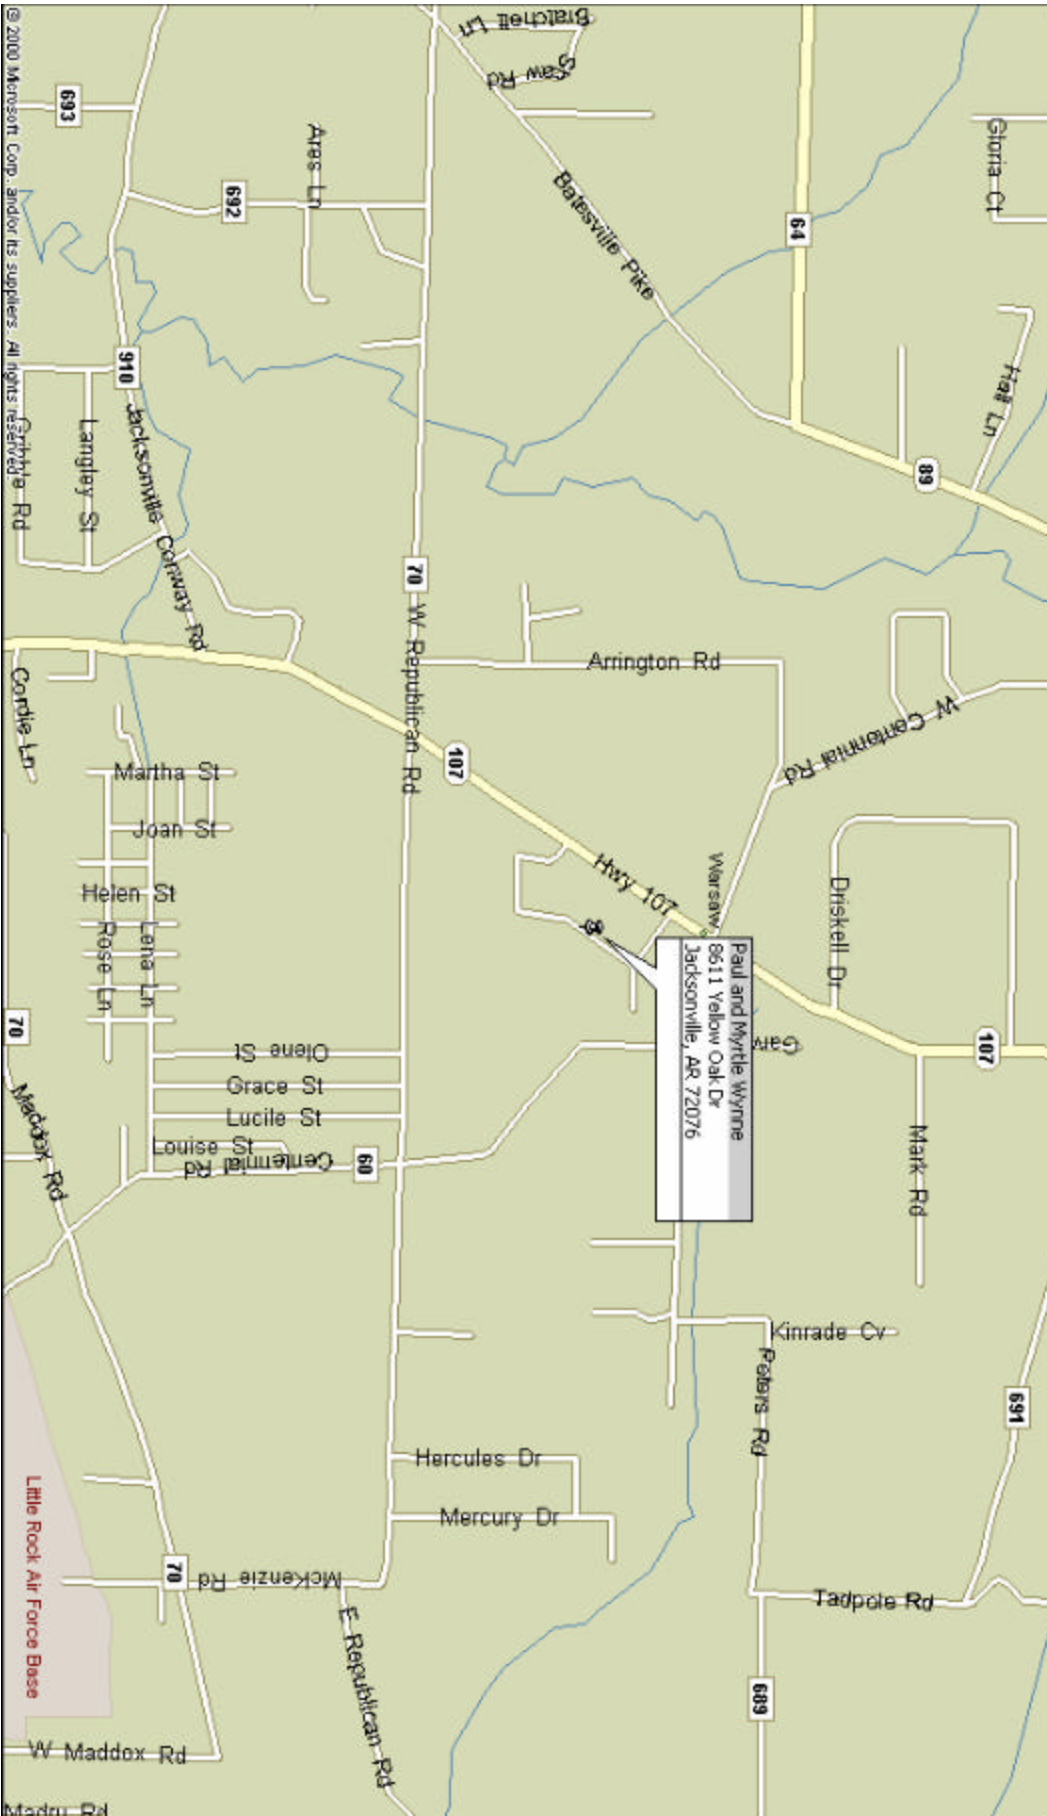 Gloria Ct
Hall Ln
89
64
Bratchell Ln
Saw Rd
Batesville Pike
693
692
Ares Ln
910
Jacksonville Conway Rd
Langley St
Gribble Rd
70
W Republican Rd
Arrington Rd
W Centennial Rd
Cordie Ln
107
Hwy 107
Warsaw
Driskell Dr
Paul and Myrtle Wynne
8611 Yellow Oak Dr
Jacksonville, AR 72076
107
Mark Rd
Martha St
Joan St
Helen St
Lena Ln
Rose Ln
Olene St
Grace St
Lucile St
Louise St
Centennial Rd
60
70
Maddox Rd
Kinrade Cv
Peters Rd
691
Hercules Dr
Mercury Dr
McKenzie Rd
70
E Republican Rd
Tadpole Rd
689
Little Rock Air Force Base
W Maddox Rd
© 2000 Microsoft Corp. and/or its suppliers. All rights reserved.